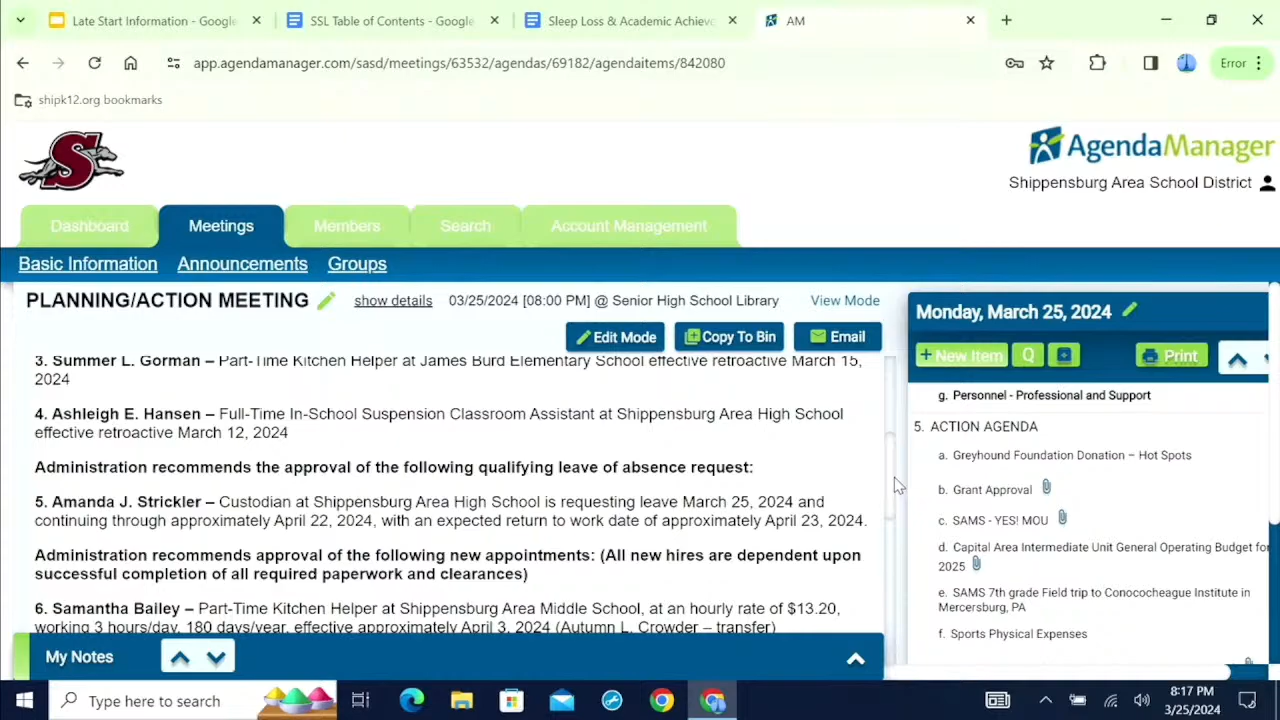 Late Start Information - Google
SSL Table of Contents - Google
Sleep Loss & Academic Achieve
AM
app.agendamanager.com/sasd/meetings/63532/agendas/69182/agendaitems/842080
Error
shipk12.org bookmarks
S
AgendaManager
Shippensburg Area School District
Dashboard
Meetings
Members
Search
Account Management
Basic Information
Announcements
Groups
PLANNING/ACTION MEETING
show details
03/25/2024 [08:00 PM] @ Senior High School Library
View Mode
Edit Mode
Copy To Bin
Email
3. Summer L. Gorman – Part-Time Kitchen Helper at James Burd Elementary School effective retroactive March 15,
2024
4. Ashleigh E. Hansen – Full-Time In-School Suspension Classroom Assistant at Shippensburg Area High School
effective retroactive March 12, 2024
Administration recommends the approval of the following qualifying leave of absence request:
5. Amanda J. Strickler – Custodian at Shippensburg Area High School is requesting leave March 25, 2024 and
continuing through approximately April 22, 2024, with an expected return to work date of approximately April 23, 2024.
Administration recommends approval of the following new appointments: (All new hires are dependent upon
successful completion of all required paperwork and clearances)
6. Samantha Bailey – Part-Time Kitchen Helper at Shippensburg Area Middle School, at an hourly rate of $13.20,
working 3 hours/day, 180 days/year, effective approximately April 3, 2024 (Autumn L. Crowder – transfer)
My Notes
Monday, March 25, 2024
+ New Item
Q
Print
g. Personnel - Professional and Support
5. ACTION AGENDA
a. Greyhound Foundation Donation – Hot Spots
b. Grant Approval
c. SAMS - YES! MOU
d. Capital Area Intermediate Unit General Operating Budget for
2025
e. SAMS 7th grade Field trip to Conococheague Institute in
Mercersburg, PA
f. Sports Physical Expenses
Type here to search
8:17 PM
3/25/2024